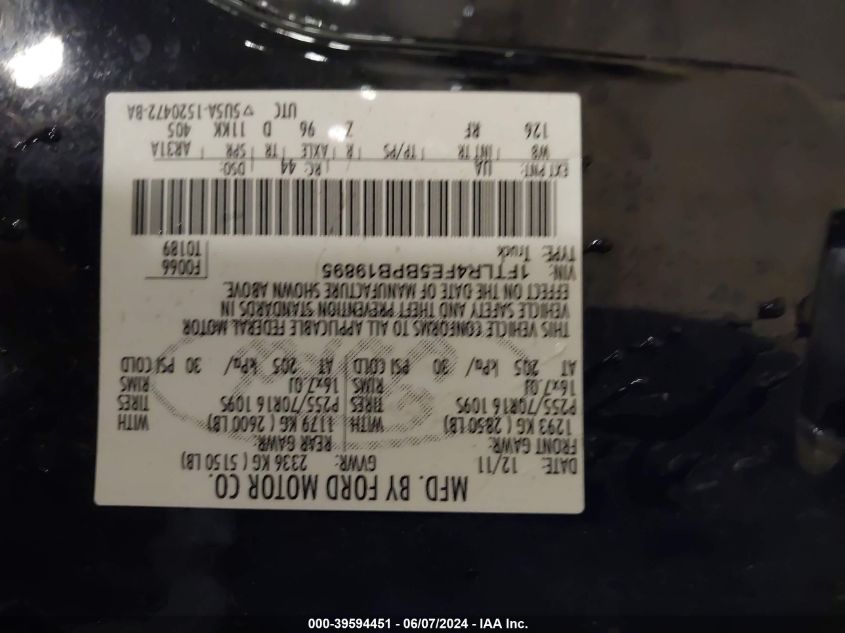 MFD. BY FORD MOTOR CO.
DATE: 12/11 GVWR: 2336 KG ( 5150 LB)
FRONT GAWR: REAR GAWR:
1293 KG ( 2850 LB) WITH 1179 KG ( 2600 LB) WITH
P255/70R16 109S TIRES P255/70R16 109S TIRES
16x7.0J RIMS 16x7.0J RIMS
AT 205 kPa/ 30 PSI COLD AT 205 kPa/ 30 PSI COLD
THIS VEHICLE CONFORMS TO ALL APPLICABLE FEDERAL MOTOR
VEHICLE SAFETY AND THEFT PREVENTION STANDARDS IN
EFFECT ON THE DATE OF MANUFACTURE SHOWN ABOVE.
VIN: 1FTLR4FE5BPB19895 F0066
TYPE: Truck T0189
EXT PNT: UA RC: 44 DSO:
WB INT TR TP/PS R AXLE TR SPR AR31A
126 RF Z 96 D 11KK 405
UTC ▽5U5A-1520472-BA
000-39594451 - 06/07/2024 - IAA Inc.